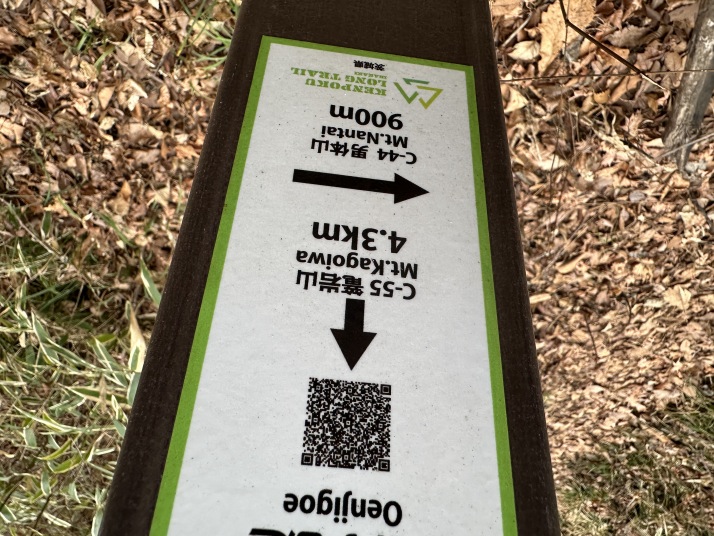 Oenjigoe
C-55 篭岩山
Mt.Kagoiwa
4.3km
C-44 男体山
Mt.Nantai
900m
KENPOKU
LONG TRAIL
IBARAKI
茨城県